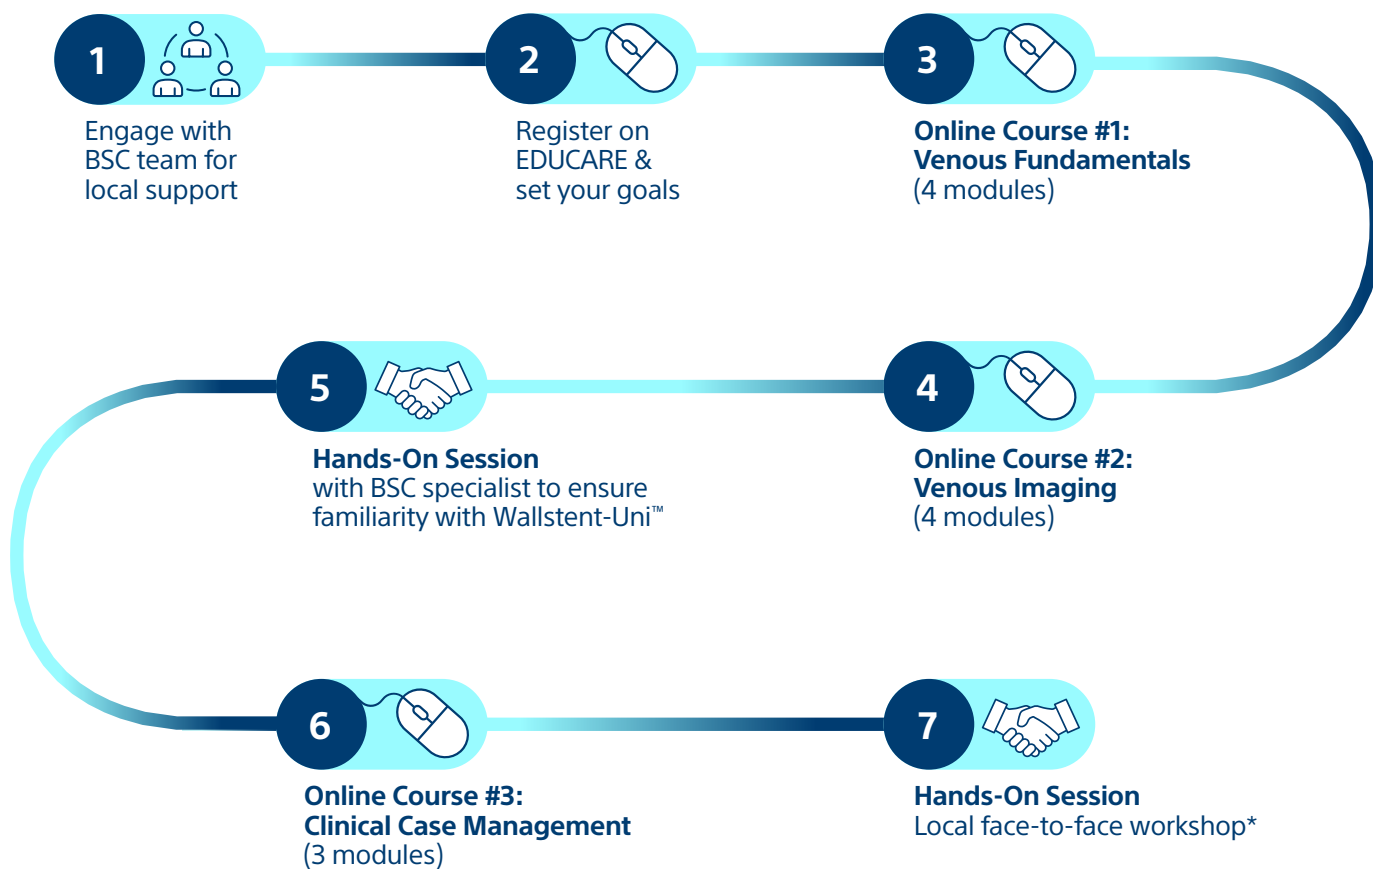 1
Engage with
BSC team for
local support
2
Register on
EDUCARE &
set your goals
3
Online Course #1:
Venous Fundamentals
(4 modules)
4
Online Course #2:
Venous Imaging
(4 modules)
5
Hands-On Session
with BSC specialist to ensure
familiarity with Wallstent-Uni™
6
Online Course #3:
Clinical Case Management
(3 modules)
7
Hands-On Session
Local face-to-face workshop*